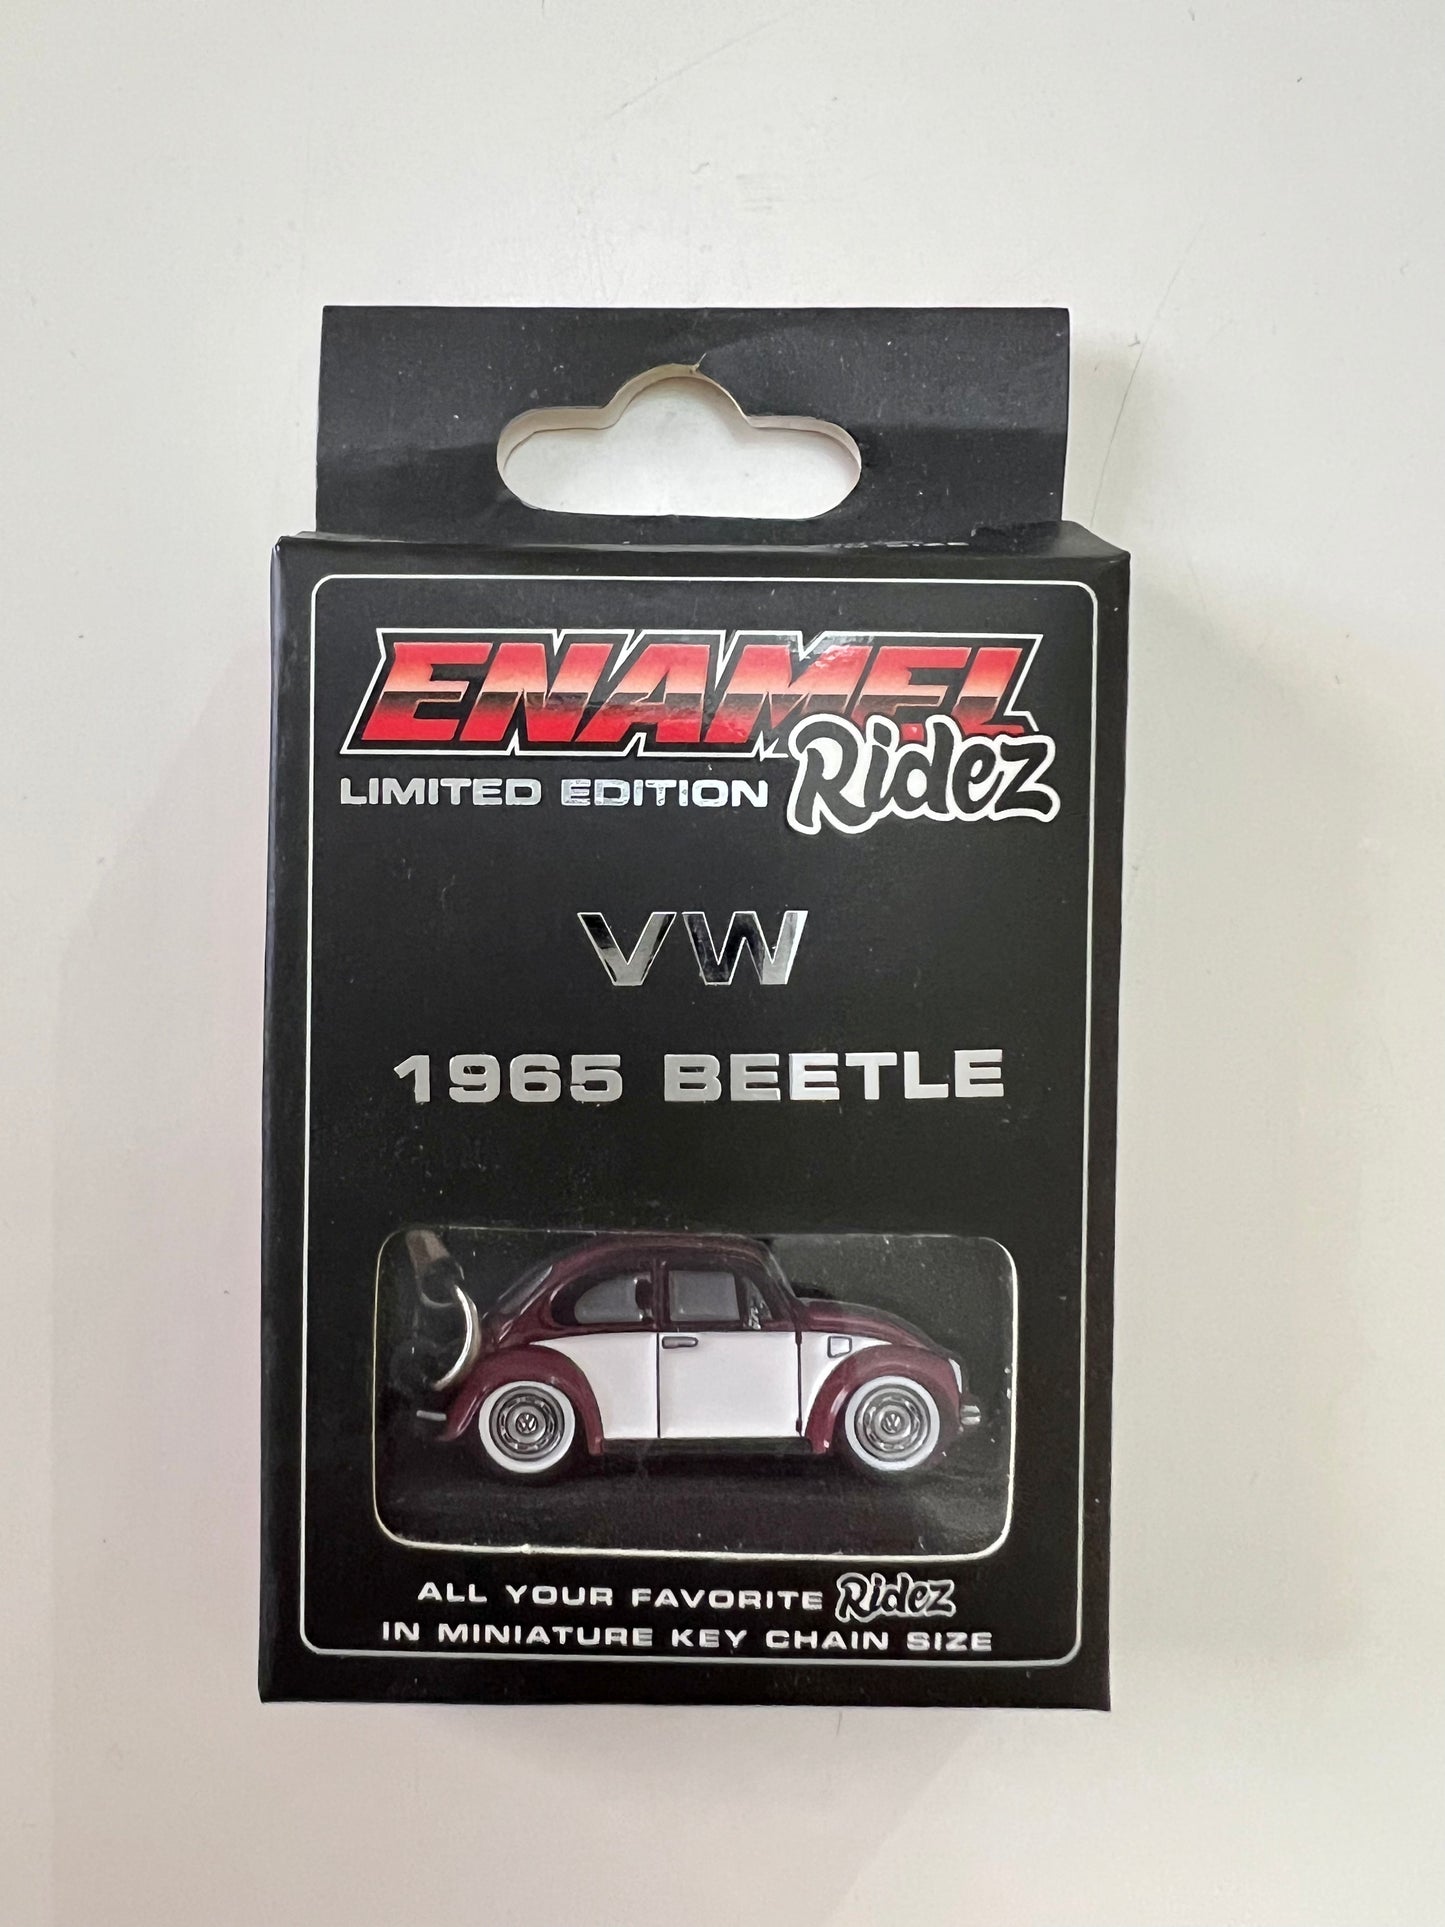 ENAMEL
LIMITED EDITION Ridez
VW
1965 BEETLE
ALL YOUR FAVORITE Ridez
IN MINIATURE KEY CHAIN SIZE